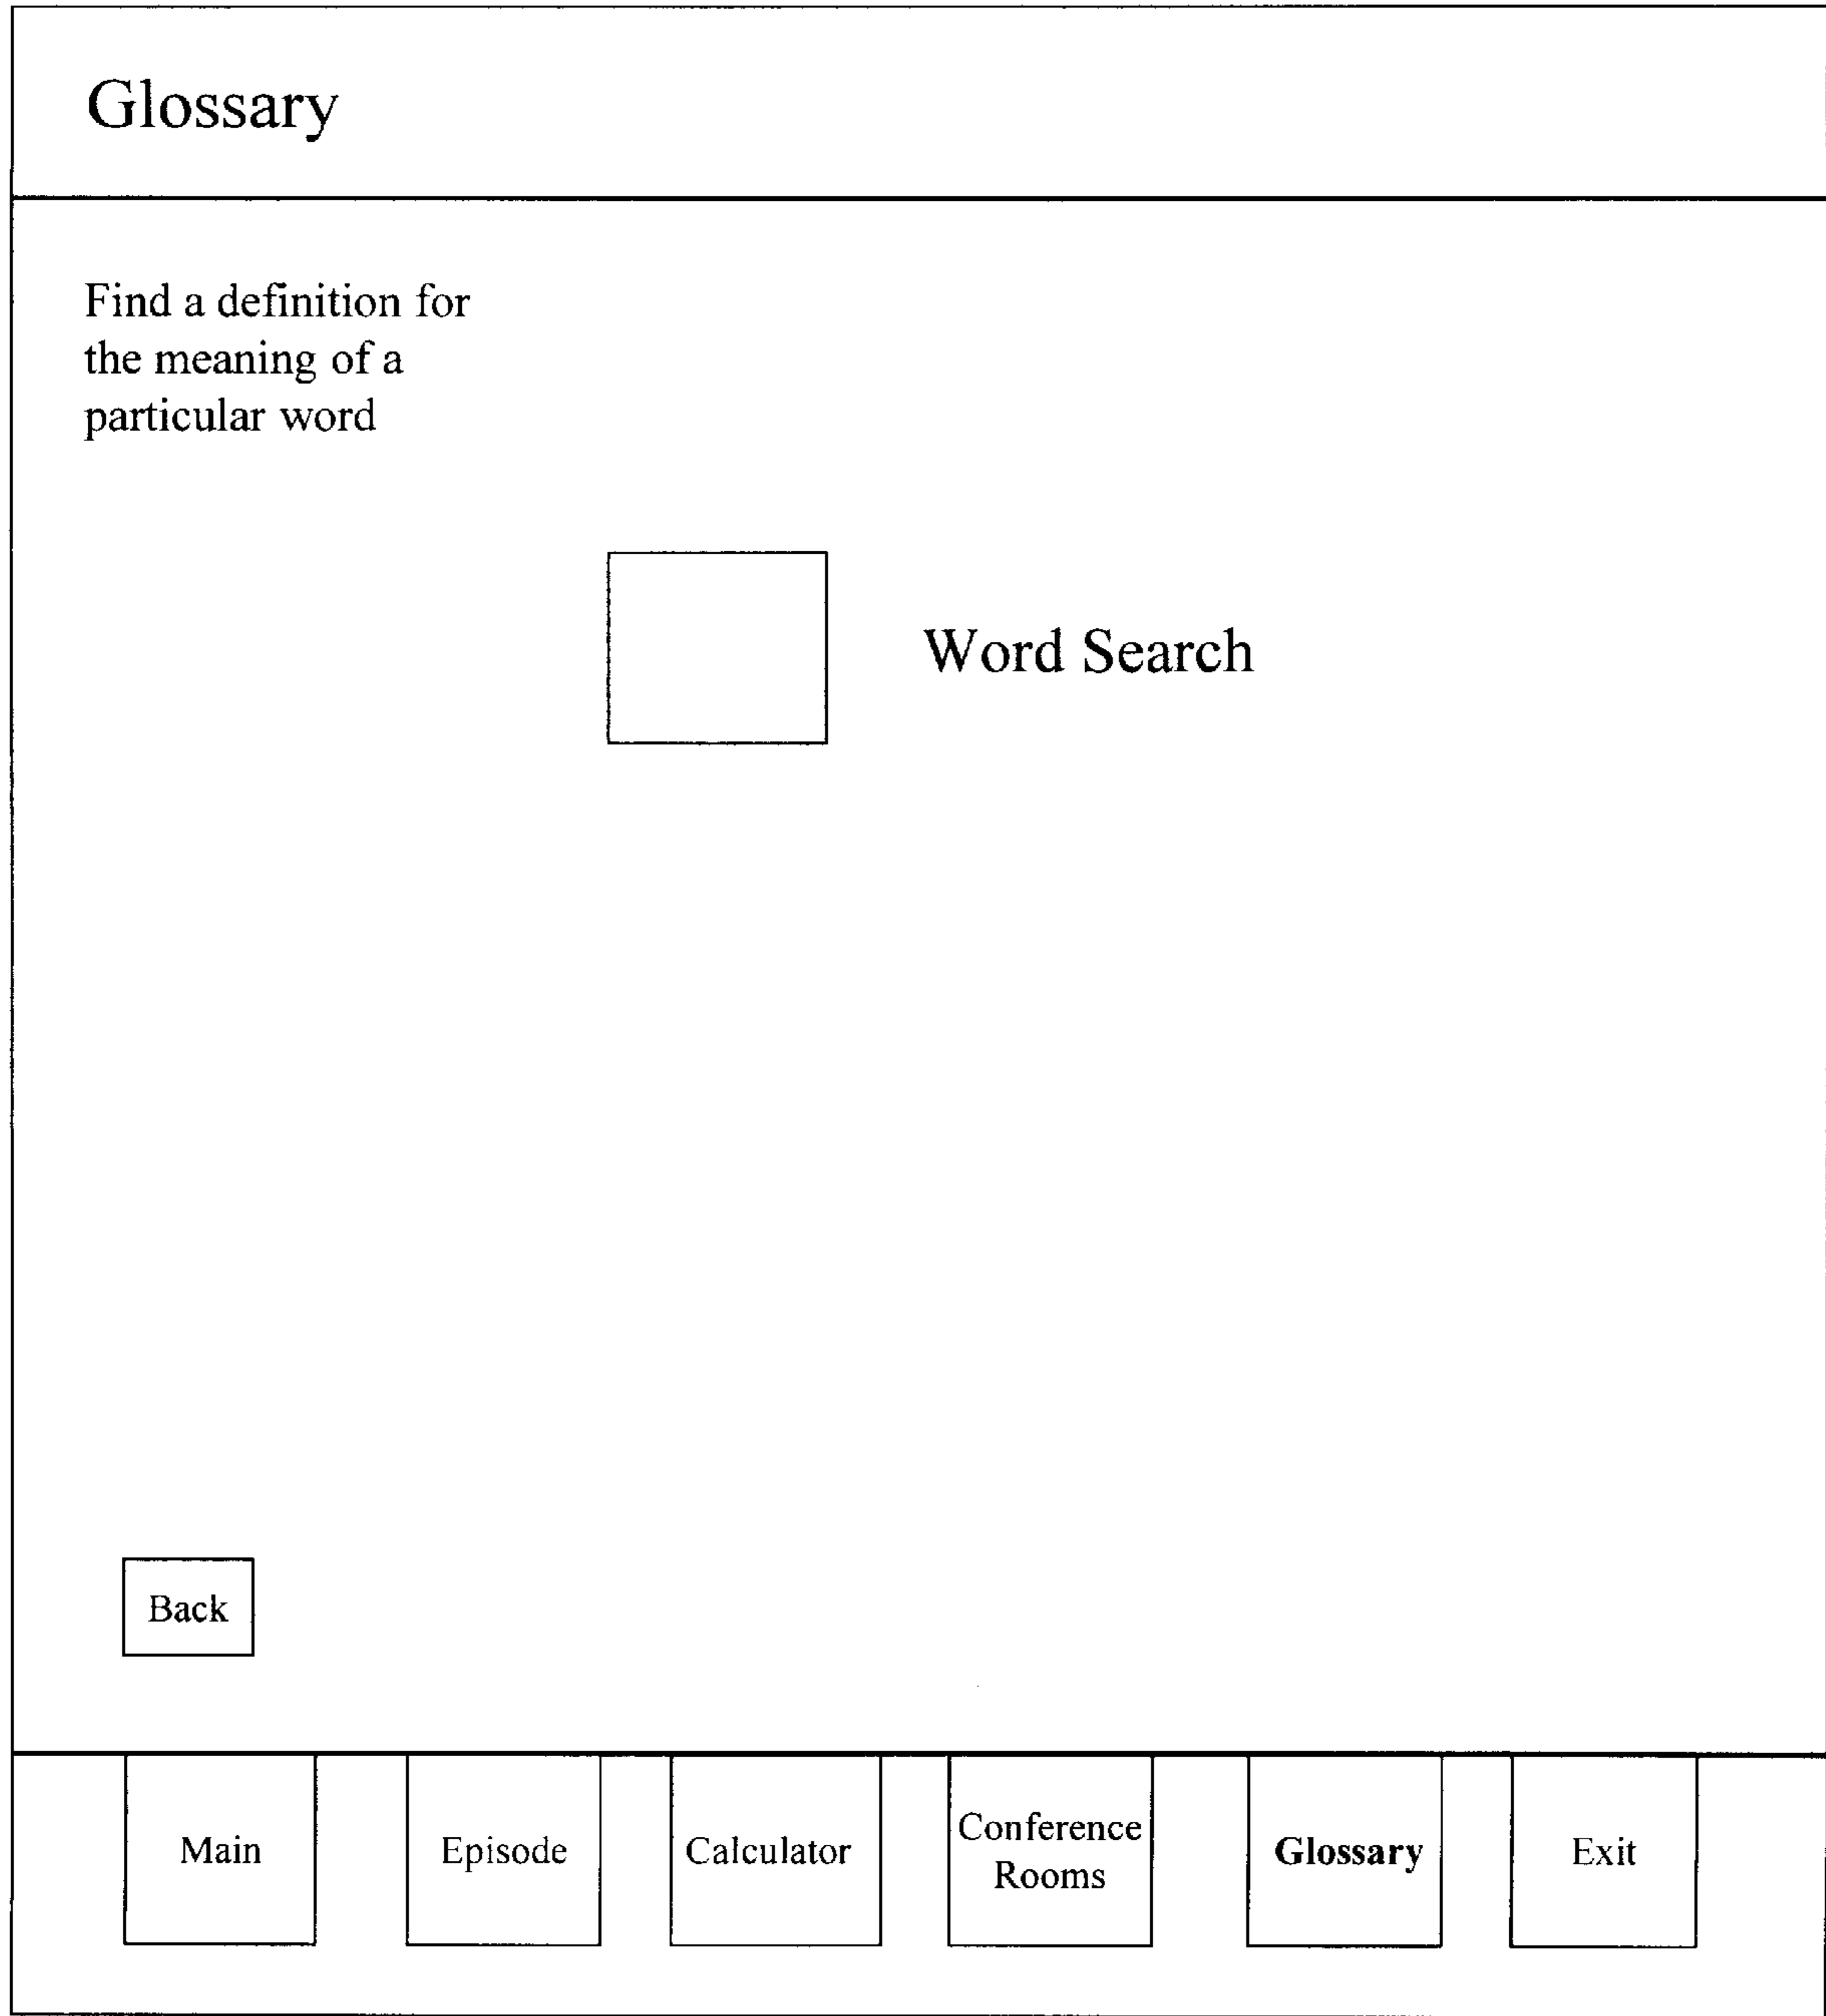 Glossary
Find a definition for
the meaning of a
particular word
Word Search
Back
Main
Episode
Calculator
Conference
Rooms
Glossary
Exit